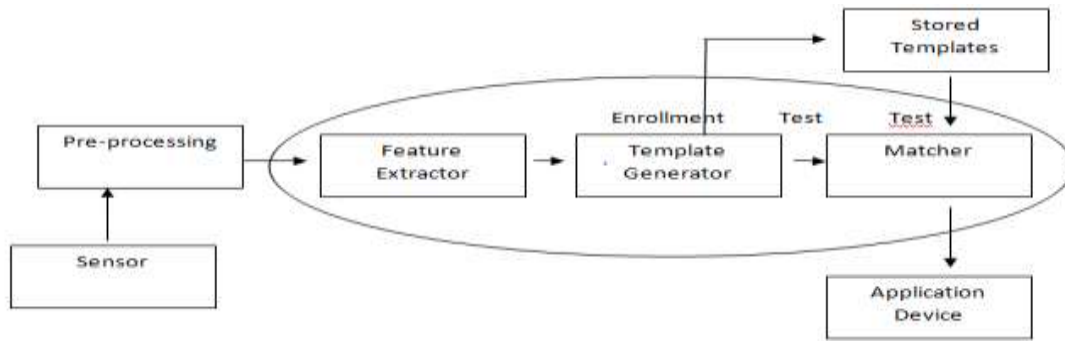 Stored
Templates
Enrollment Test Test
Pre-processing
Feature
Extractor
Template
Generator
Matcher
Sensor
Application
Device